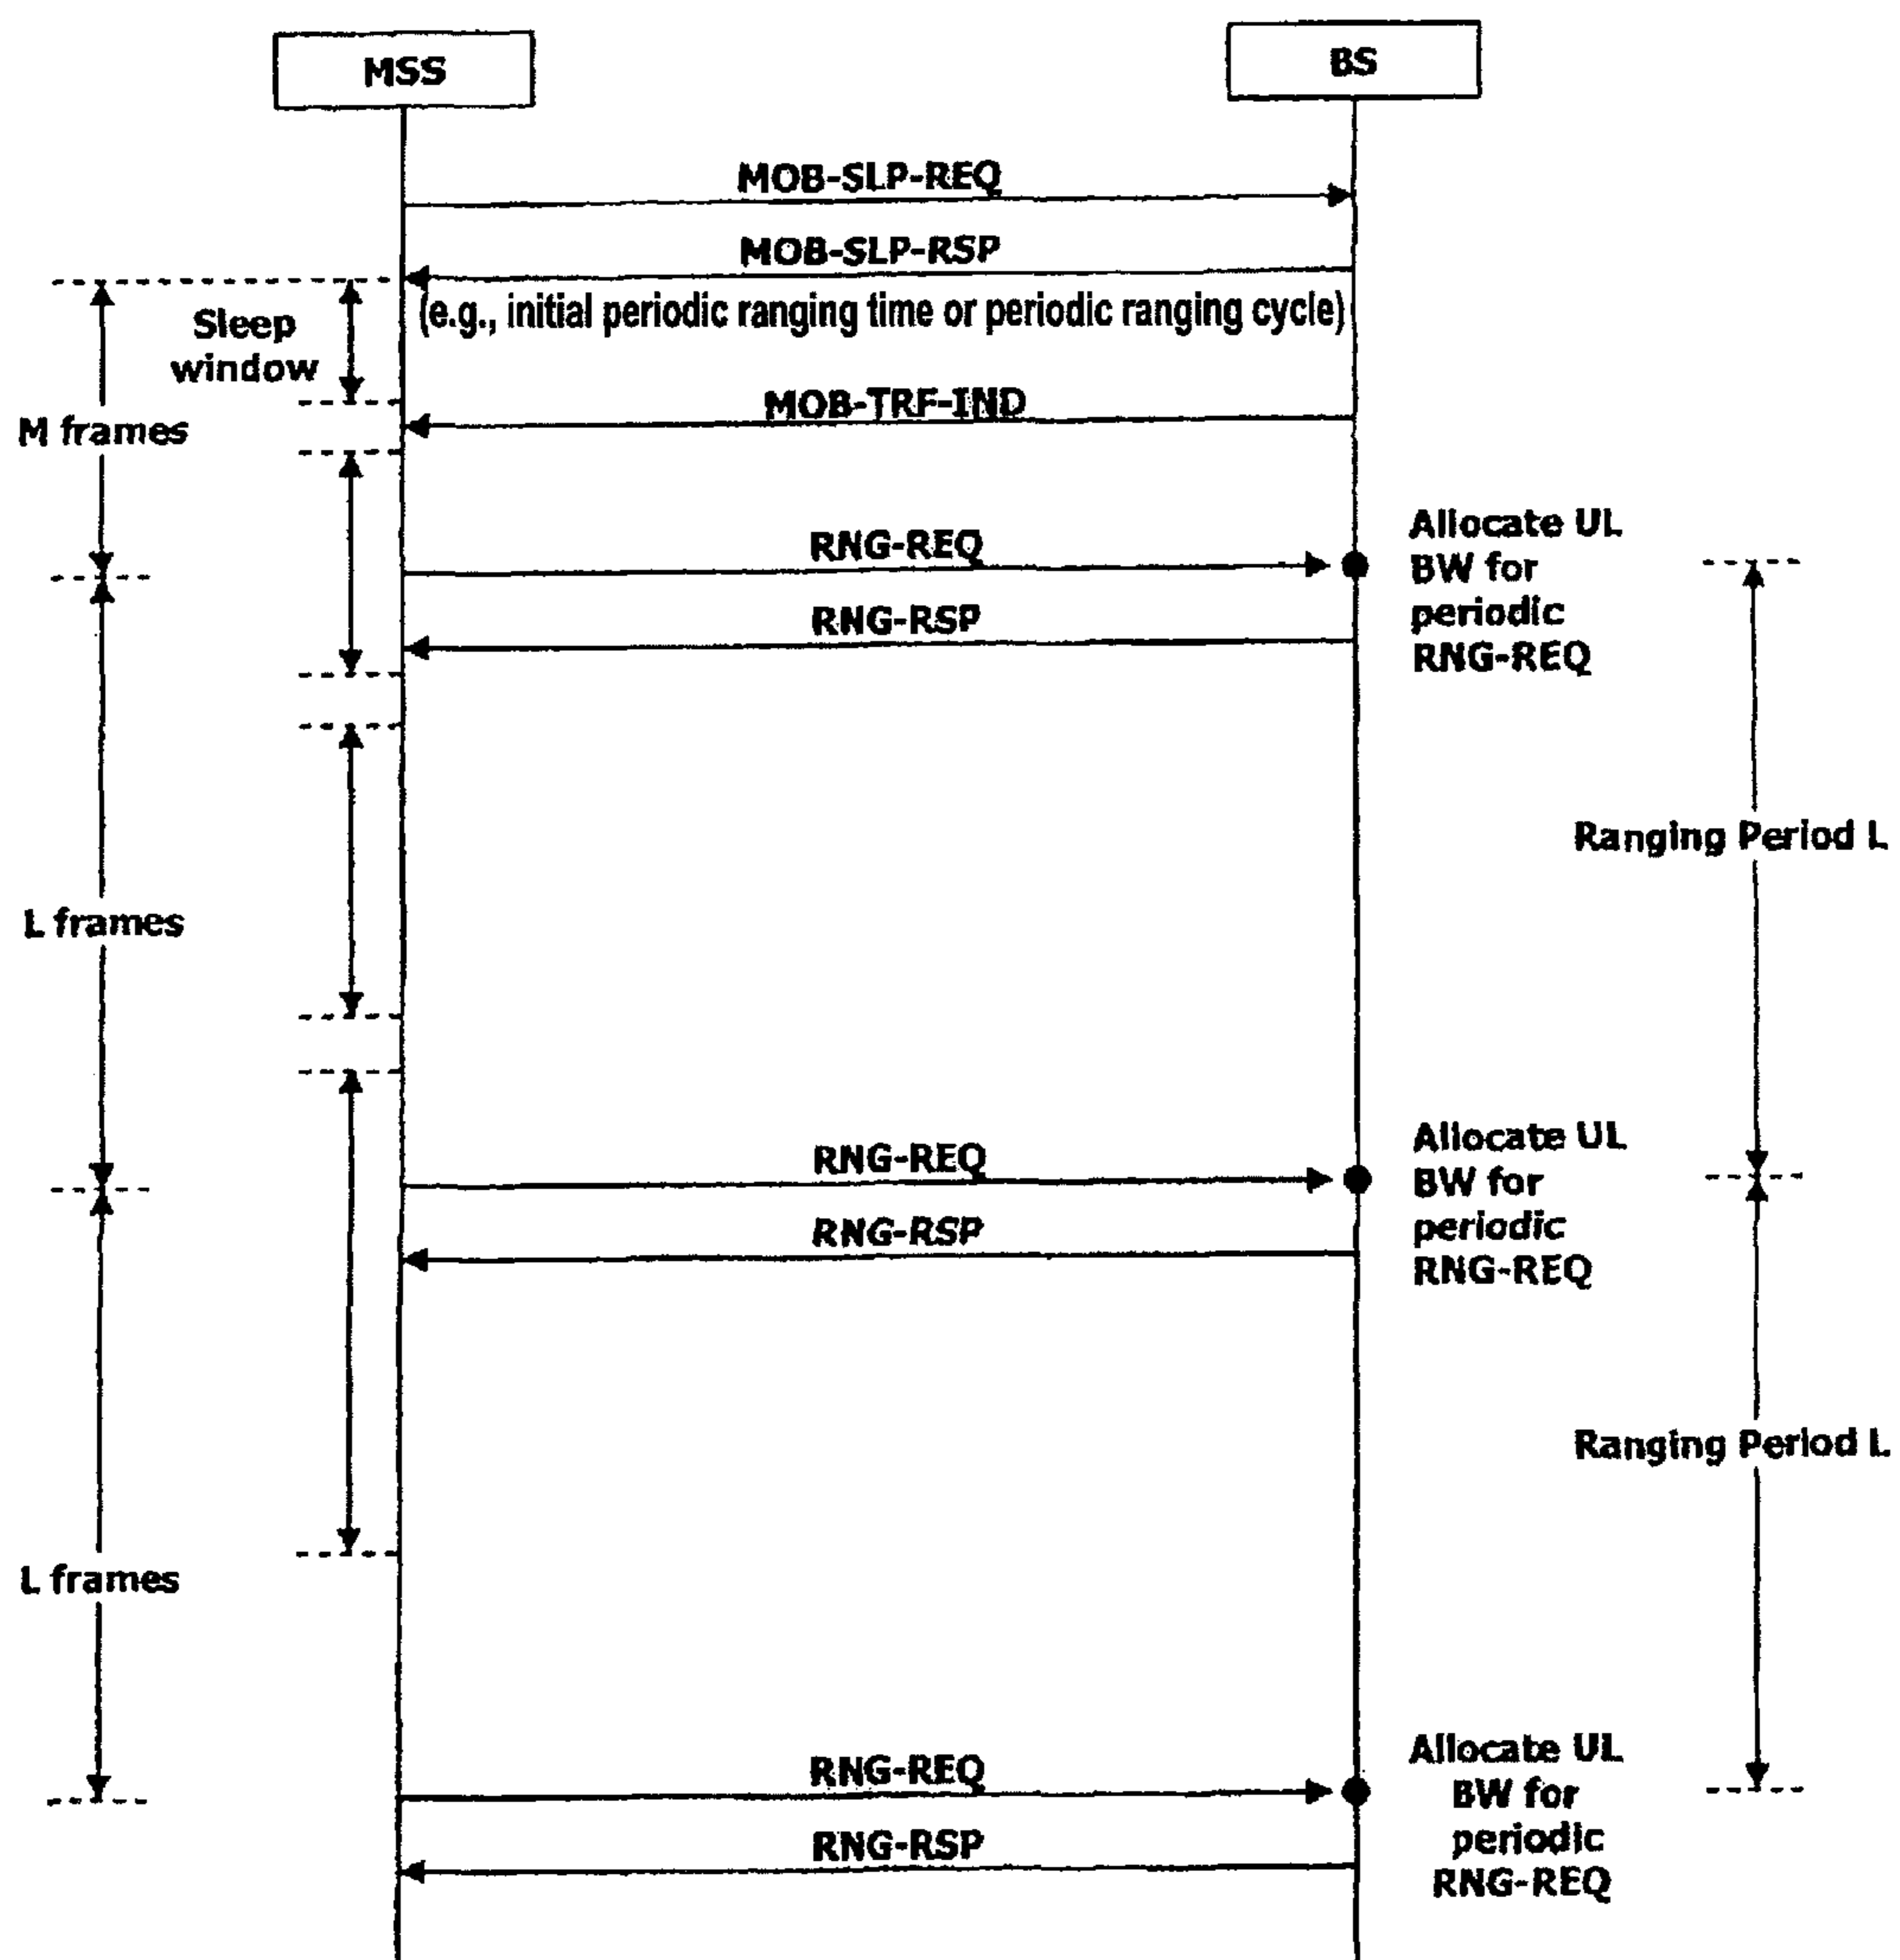 MSS
BS
MOB-SLP-REQ
MOB-SLP-RSP
(e.g., initial periodic ranging time or periodic ranging cycle)
Sleep
window
MOB-TRF-IND
M frames
RNG-REQ
Allocate UL
BW for
periodic
RNG-REQ
RNG-RSP
Ranging Period L
L frames
RNG-REQ
Allocate UL
BW for
periodic
RNG-REQ
RNG-RSP
Ranging Period L
L frames
RNG-REQ
Allocate UL
BW for
periodic
RNG-REQ
RNG-RSP